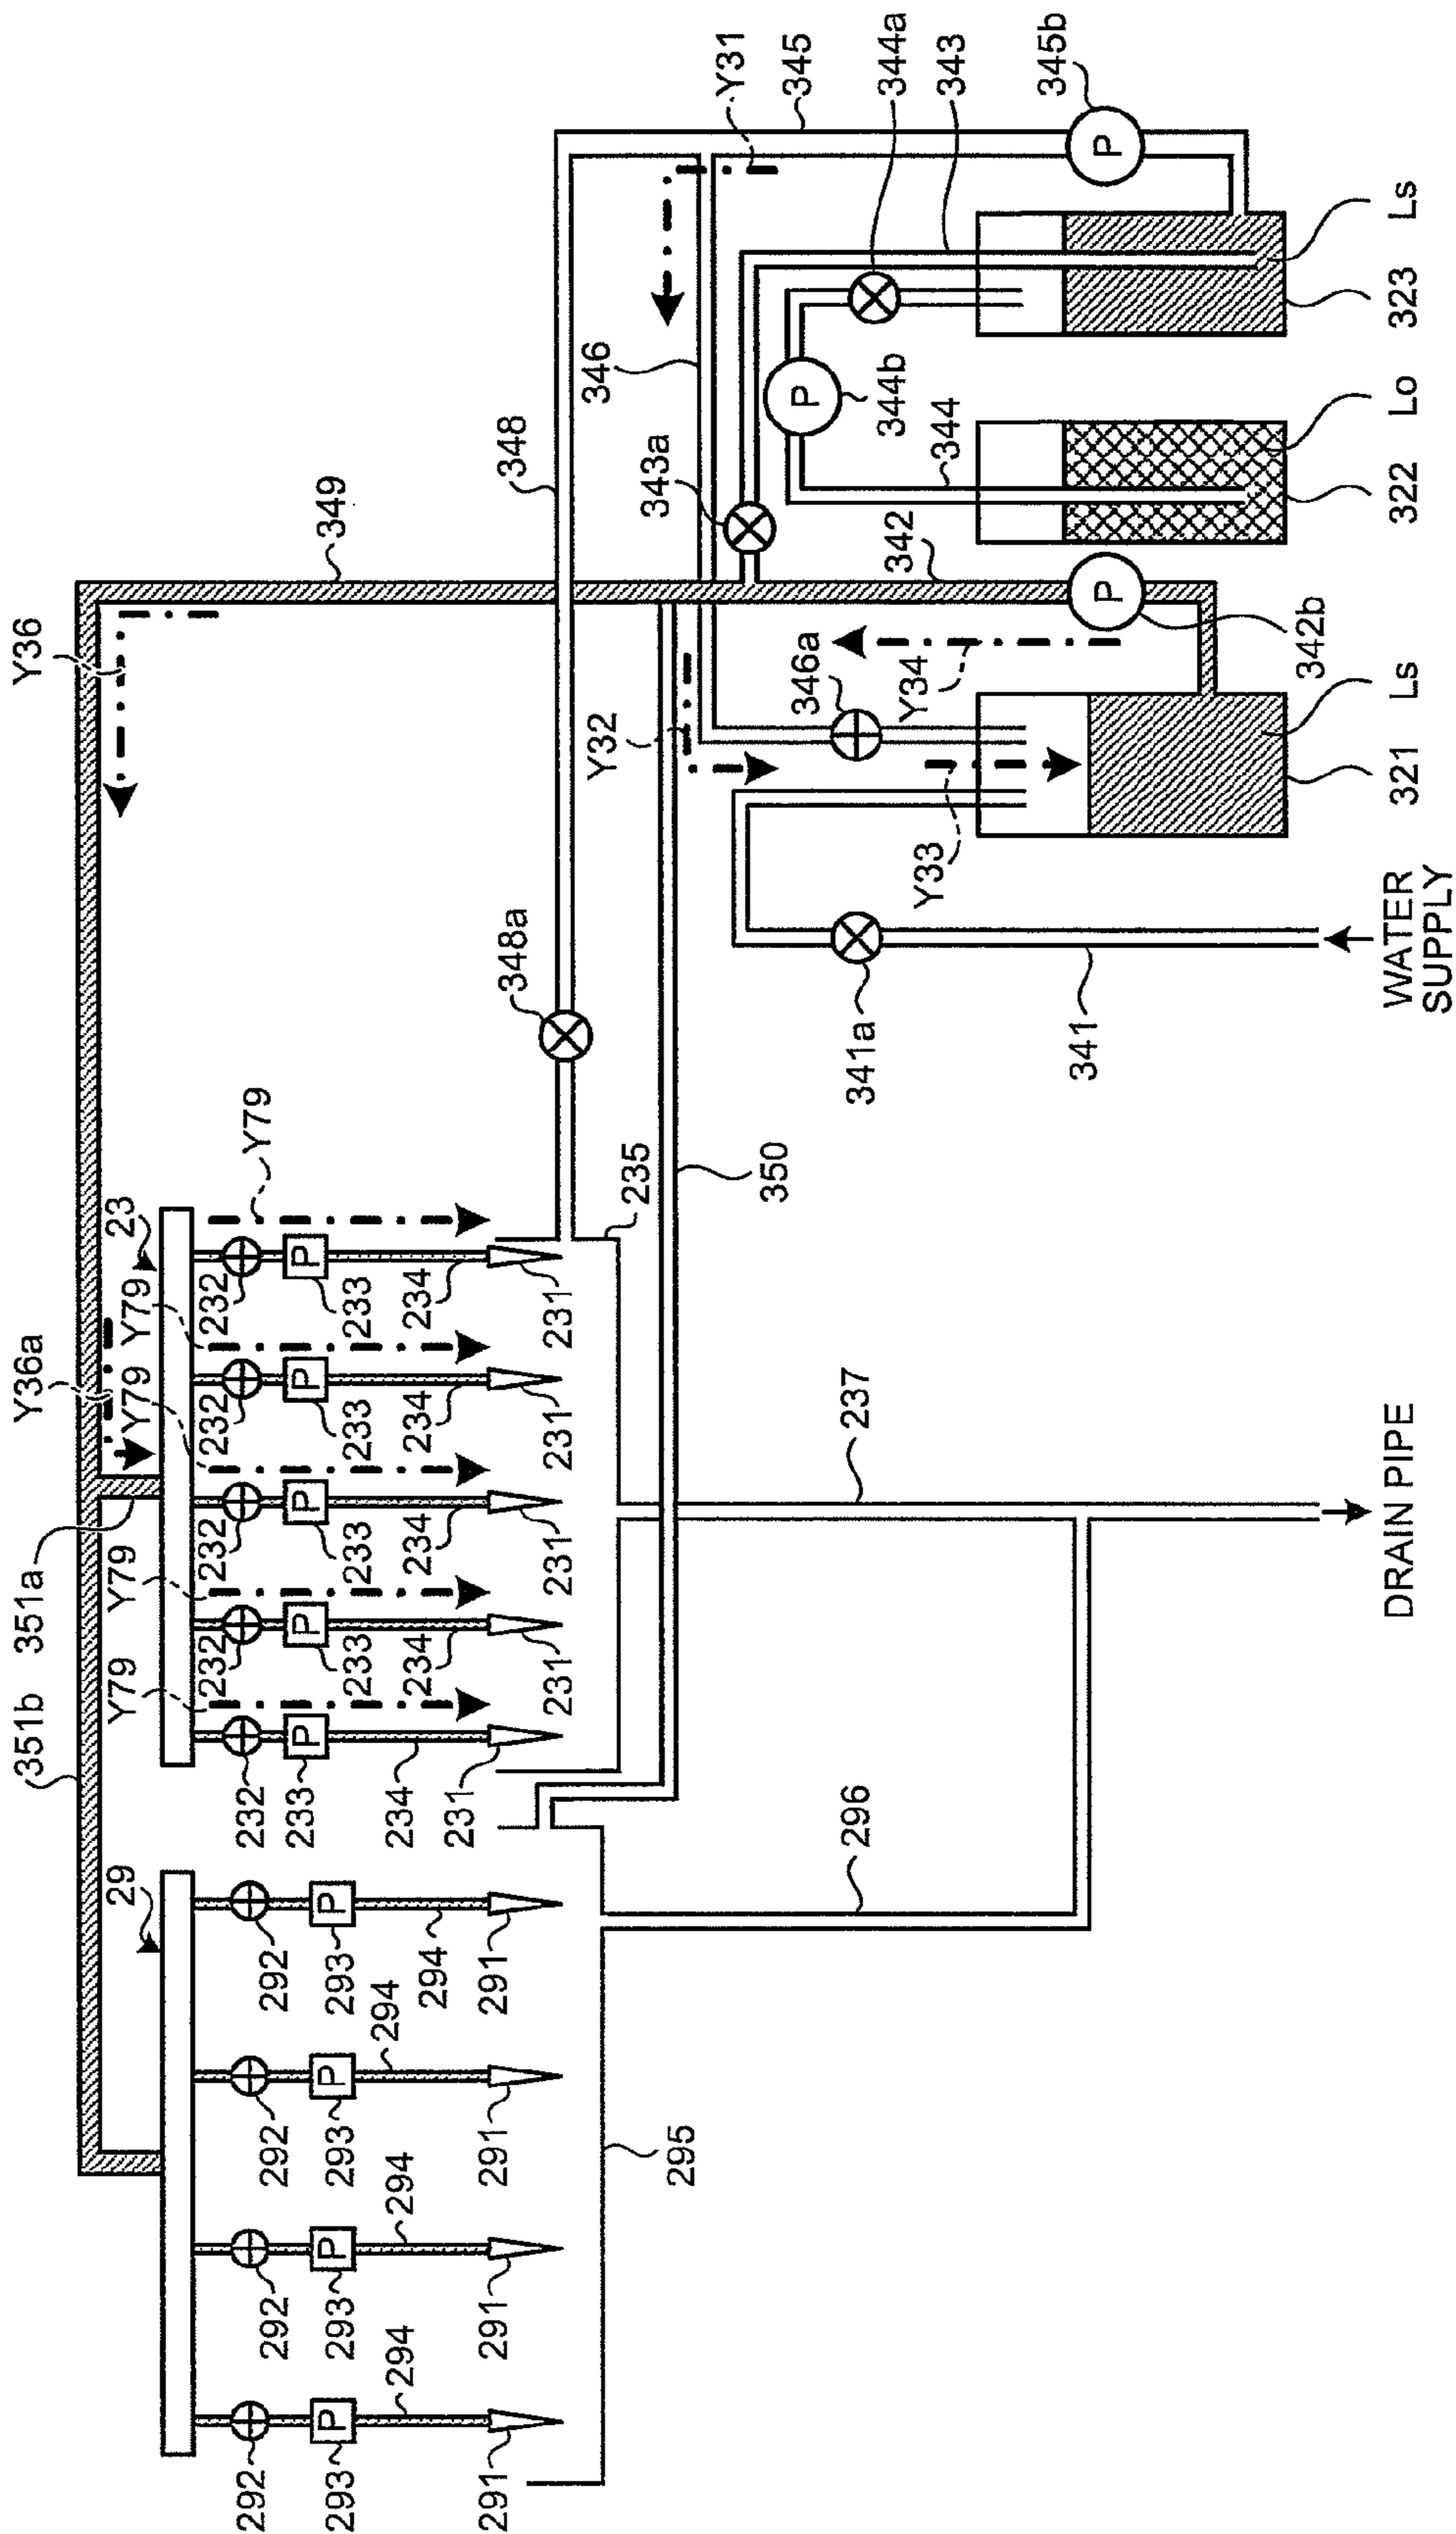 Y36a
Y36
351b
351a
29
Y79
Y79
Y79
Y79
23
Y79
349
232
232
232
232
232
292
292
292
292
233
233
233
233
233
293
293
293
293
294
294
294
294
234
234
234
234
234
231
231
231
231
231
291
291
291
291
348a
348
Y32
346
235
295
343a
350
Y31
345
346a
Y34
296
237
344b
344a
341a
Y33
342
344
343
341
345b
342b
DRAIN PIPE
WATER
SUPPLY
321
Ls
322
Lo
323
Ls